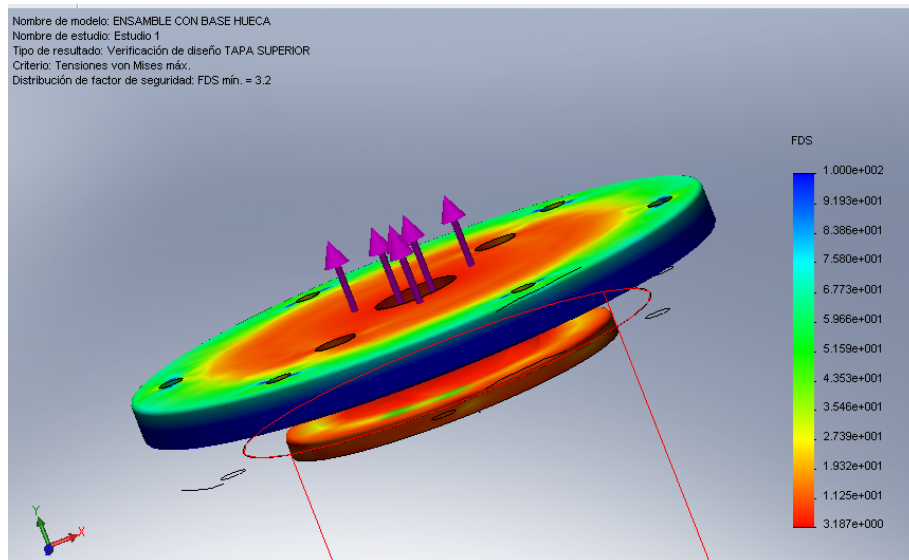 Nombre de modelo: ENSAMBLE CON BASE HUECA
Nombre de estudio: Estudio 1
Tipo de resultado: Verificación de diseño TAPA SUPERIOR
Criterio: Tensiones von Mises máx.
Distribución de factor de seguridad: FDS mín. = 3.2
FDS
1.000e+002
9.193e+001
8.386e+001
7.580e+001
6.773e+001
5.966e+001
5.159e+001
4.353e+001
3.546e+001
2.739e+001
1.932e+001
1.125e+001
3.187e+000
Y
X